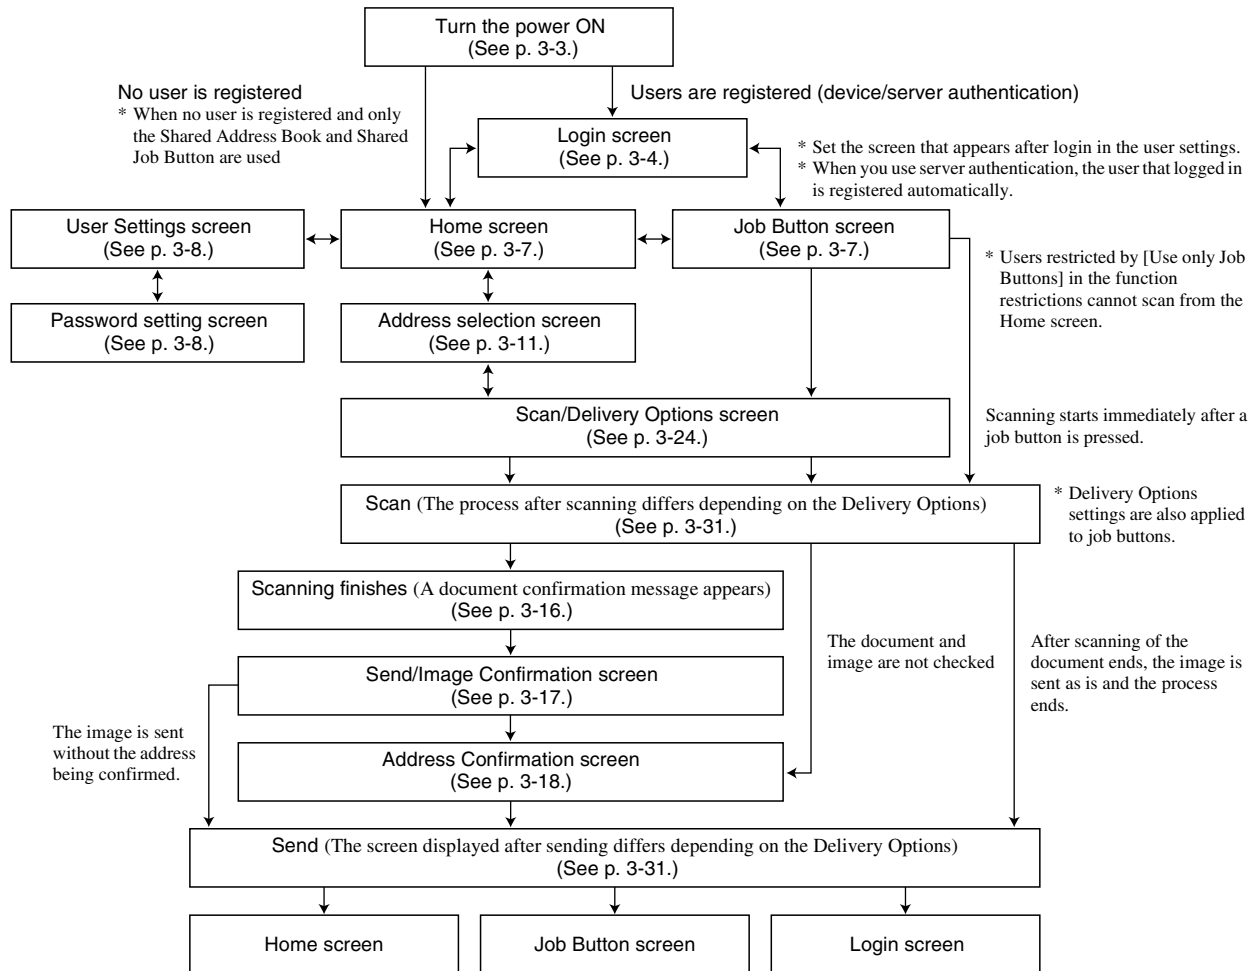 Turn the power ON
(See p. 3-3.)
No user is registered
* When no user is registered and only
the Shared Address Book and Shared
Job Button are used
Users are registered (device/server authentication)
Login screen
(See p. 3-4.)
* Set the screen that appears after login in the user settings.
* When you use server authentication, the user that logged in
is registered automatically.
User Settings screen
(See p. 3-8.)
Home screen
(See p. 3-7.)
Job Button screen
(See p. 3-7.)
* Users restricted by [Use only Job
Buttons] in the function
restrictions cannot scan from the
Home screen.
Password setting screen
(See p. 3-8.)
Address selection screen
(See p. 3-11.)
Scan/Delivery Options screen
(See p. 3-24.)
Scanning starts immediately after a
job button is pressed.
Scan (The process after scanning differs depending on the Delivery Options)
(See p. 3-31.)
* Delivery Options
settings are also applied
to job buttons.
Scanning finishes (A document confirmation message appears)
(See p. 3-16.)
The document and
image are not checked
After scanning of the
document ends, the image is
sent as is and the process
ends.
Send/Image Confirmation screen
(See p. 3-17.)
The image is sent
without the address
being confirmed.
Address Confirmation screen
(See p. 3-18.)
Send (The screen displayed after sending differs depending on the Delivery Options)
(See p. 3-31.)
Home screen
Job Button screen
Login screen